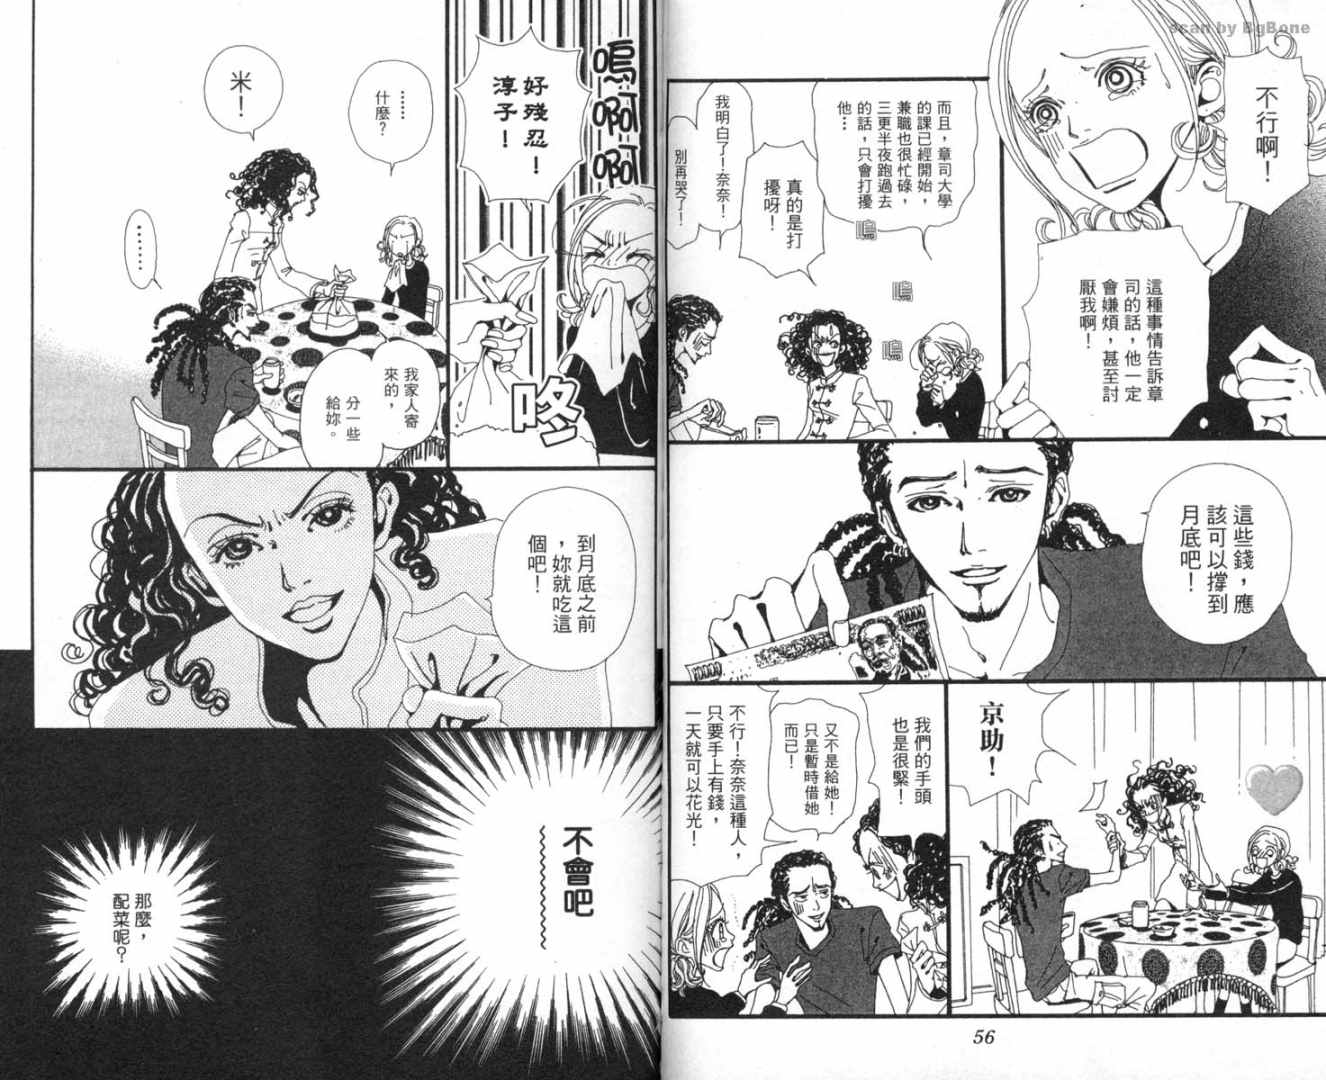 Scan by BgBone
不行啊！
這種事情告訴章
司的話，他一定
會嫌煩，甚至討
厭我啊！
而且，章司大學
的課已經開始，
兼職也很忙碌，
三更半夜跑過去
的話，只會打擾
他…
嗚
嗚
嗚
真的是打
擾呀！
我明白了！奈奈！
別再哭了！
這些錢，應
該可以撐到
月底吧！
10000
10000
京助！
我們的手頭
也是很緊！
又不是給她！
只是暫時借她
而已！
不行！奈奈這種人，
只要手上有錢，
一天就可以花光！
56
嗚啊啊
好殘忍！
淳子！
咚
……
什麼？
米！
……
我家人寄
來的，
分一些
給妳。
到月底之前
，妳就吃這
個吧！
不會吧
那麼，
配菜呢？